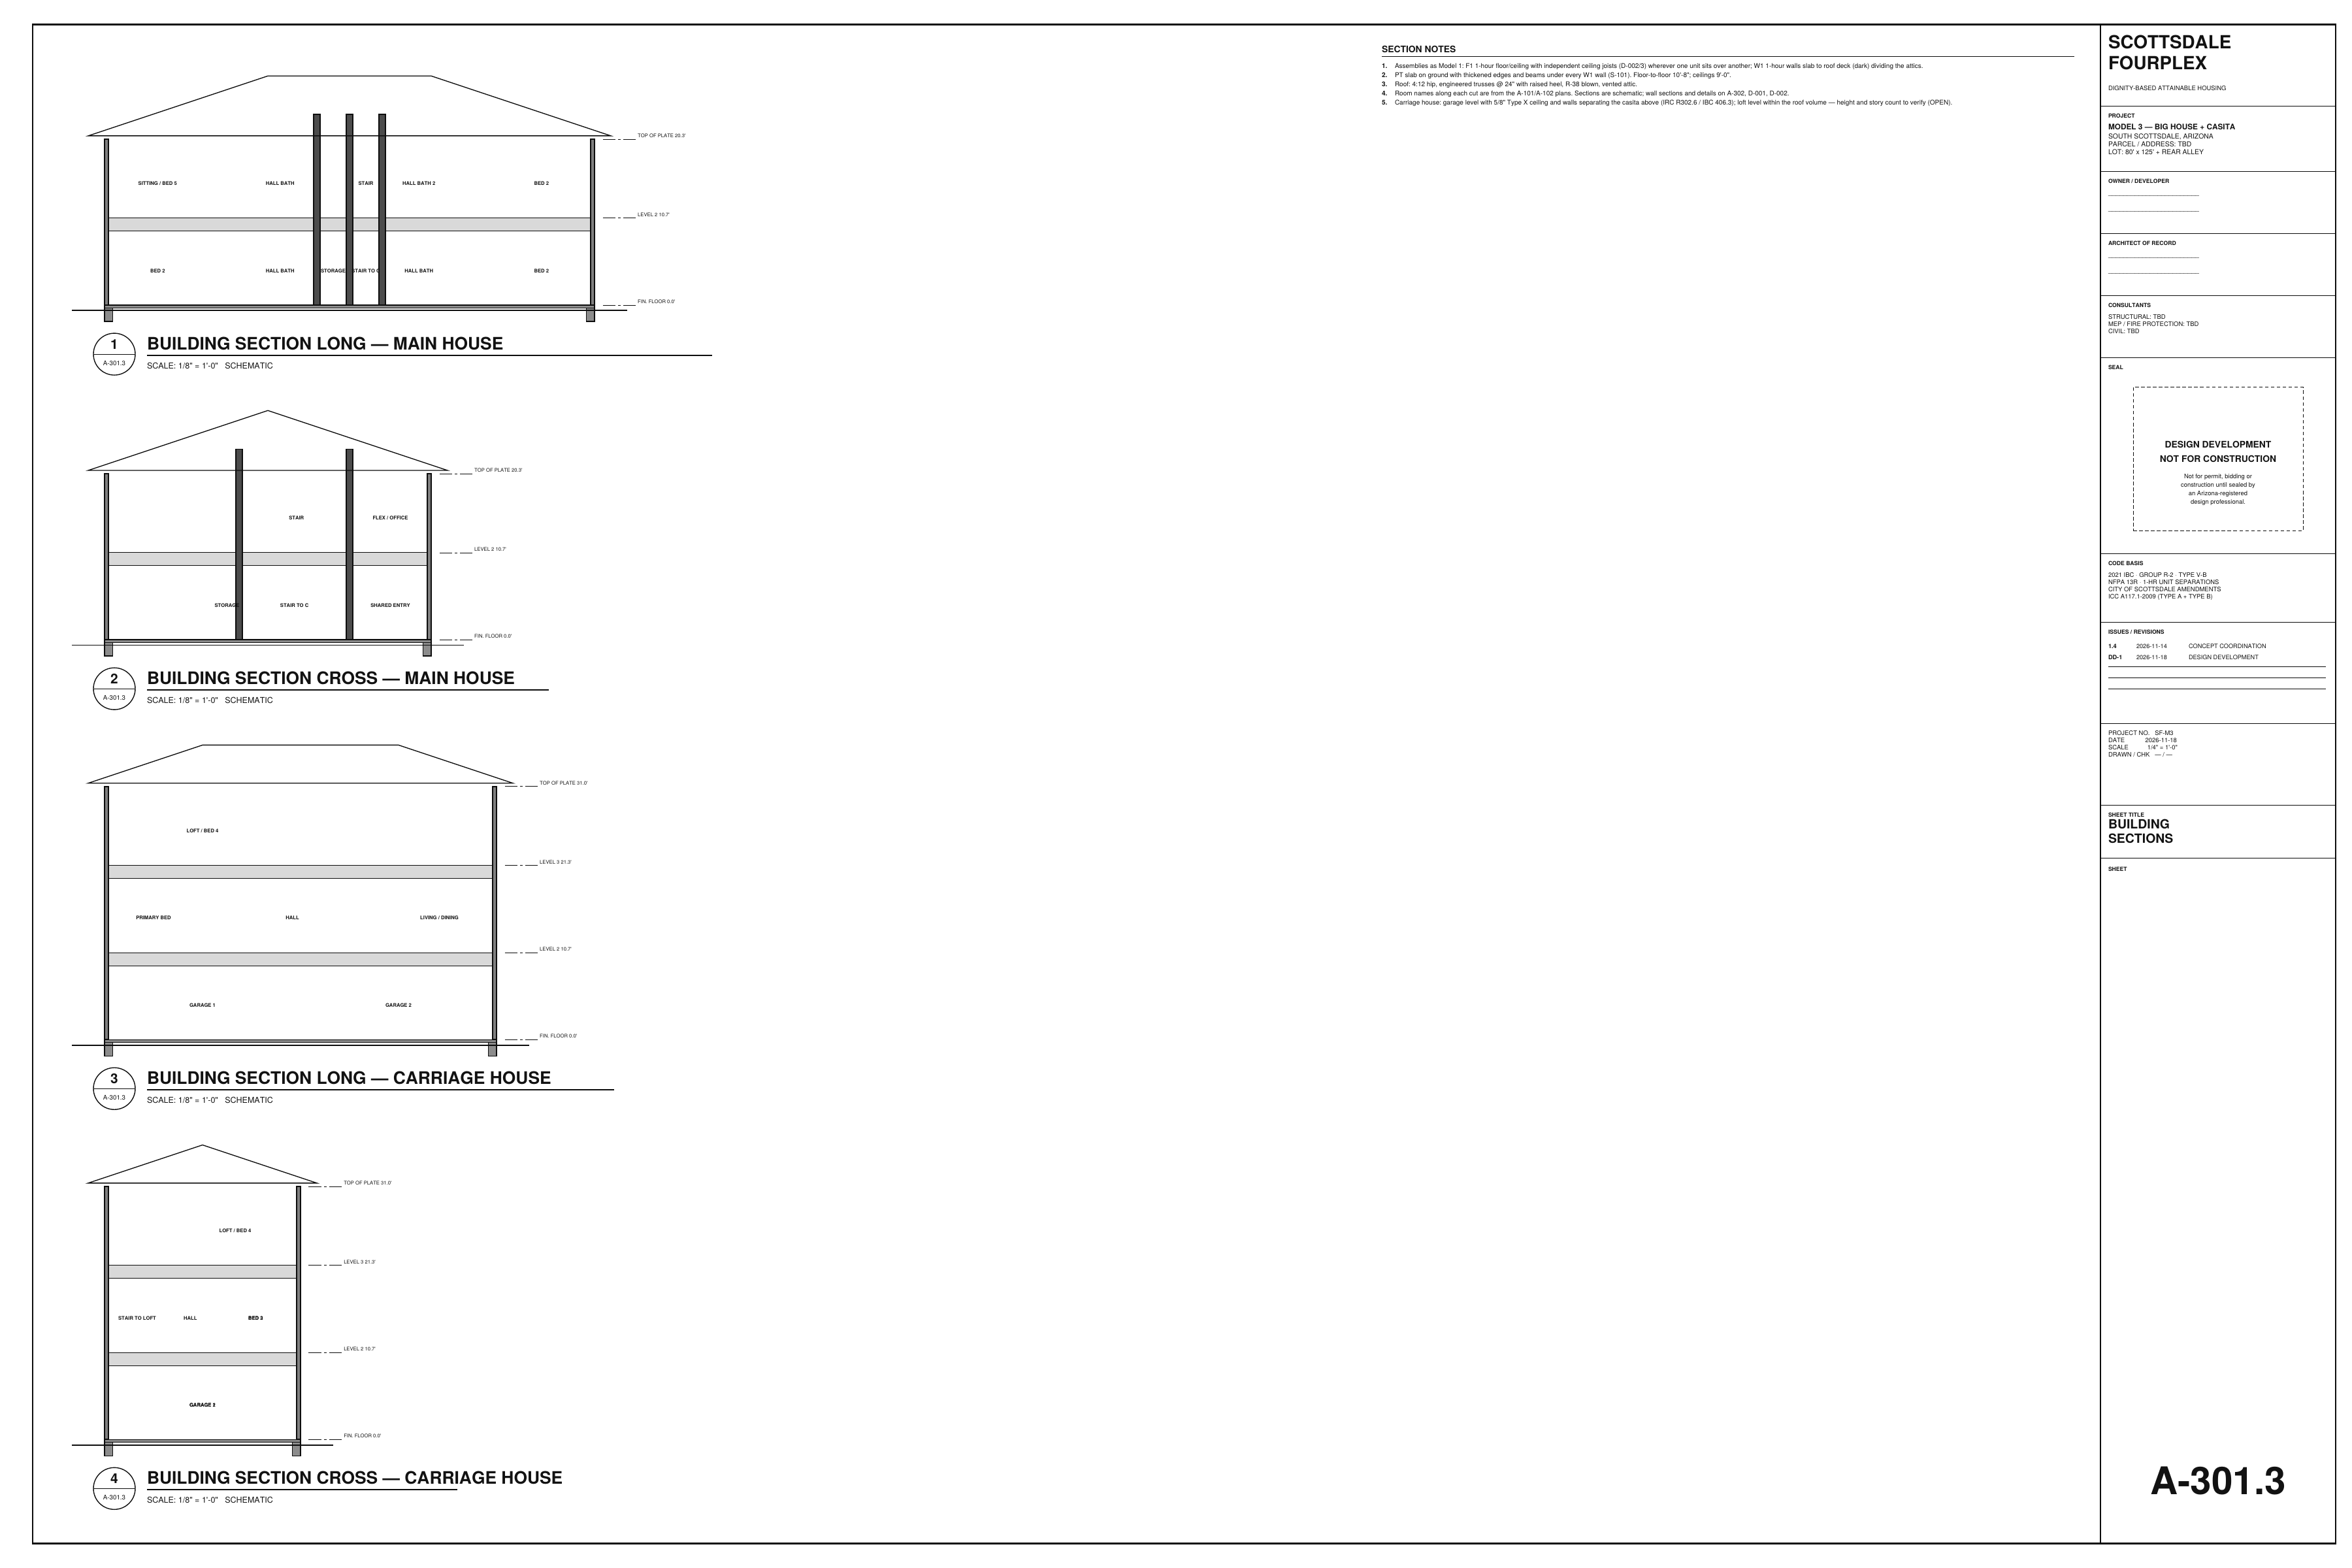 SITTING / BED 5
HALL BATH
STAIR
HALL BATH 2
BED 2
BED 2
HALL BATH
STORAGE
STAIR TO C
HALL BATH
BED 2
TOP OF PLATE 20.3'
LEVEL 2 10.7'
FIN. FLOOR 0.0'
1
A-301.3
BUILDING SECTION LONG — MAIN HOUSE
SCALE: 1/8" = 1'-0" SCHEMATIC
STAIR
FLEX / OFFICE
STORAGE
STAIR TO C
SHARED ENTRY
TOP OF PLATE 20.3'
LEVEL 2 10.7'
FIN. FLOOR 0.0'
2
A-301.3
BUILDING SECTION CROSS — MAIN HOUSE
SCALE: 1/8" = 1'-0" SCHEMATIC
LOFT / BED 4
PRIMARY BED
HALL
LIVING / DINING
GARAGE 1
GARAGE 2
TOP OF PLATE 31.0'
LEVEL 3 21.3'
LEVEL 2 10.7'
FIN. FLOOR 0.0'
3
A-301.3
BUILDING SECTION LONG — CARRIAGE HOUSE
SCALE: 1/8" = 1'-0" SCHEMATIC
LOFT / BED 4
STAIR TO LOFT
HALL
BED
GARAGE
TOP OF PLATE 31.0'
LEVEL 3 21.3'
LEVEL 2 10.7'
FIN. FLOOR 0.0'
4
A-301.3
BUILDING SECTION CROSS — CARRIAGE HOUSE
SCALE: 1/8" = 1'-0" SCHEMATIC
SECTION NOTES
1. Assemblies as Model 1: F1 1-hour floor/ceiling with independent ceiling joists (D-002/3) wherever one unit sits over another; W1 1-hour walls slab to roof deck (dark) dividing the attics.
2. PT slab on ground with thickened edges and beams under every W1 wall (S-101). Floor-to-floor 10'-8"; ceilings 9'-0".
3. Roof: 4:12 hip, engineered trusses @ 24" with raised heel, R-38 blown, vented attic.
4. Room names along each cut are from the A-101/A-102 plans. Sections are schematic; wall sections and details on A-302, D-001, D-002.
5. Carriage house: garage level with 5/8" Type X ceiling and walls separating the casita above (IRC R302.6 / IBC 406.3); loft level within the roof volume — height and story count to verify (OPEN).
SCOTTSDALE
FOURPLEX
DIGNITY-BASED ATTAINABLE HOUSING
PROJECT
MODEL 3 — BIG HOUSE + CASITA
SOUTH SCOTTSDALE, ARIZONA
PARCEL / ADDRESS: TBD
LOT: 80' x 125' + REAR ALLEY
OWNER / DEVELOPER
ARCHITECT OF RECORD
CONSULTANTS
STRUCTURAL: TBD
MEP / FIRE PROTECTION: TBD
CIVIL: TBD
SEAL
DESIGN DEVELOPMENT
NOT FOR CONSTRUCTION
Not for permit, bidding or
construction until sealed by
an Arizona-registered
design professional.
CODE BASIS
2021 IBC · GROUP R-2 · TYPE V-B
NFPA 13R · 1-HR UNIT SEPARATIONS
CITY OF SCOTTSDALE AMENDMENTS
ICC A117.1-2009 (TYPE A + TYPE B)
ISSUES / REVISIONS
1.4 2026-11-14 CONCEPT COORDINATION
DD-1 2026-11-18 DESIGN DEVELOPMENT
PROJECT NO. SF-M3
DATE 2026-11-18
SCALE 1/4" = 1'-0"
DRAWN / CHK — / —
SHEET TITLE
BUILDING
SECTIONS
SHEET
A-301.3